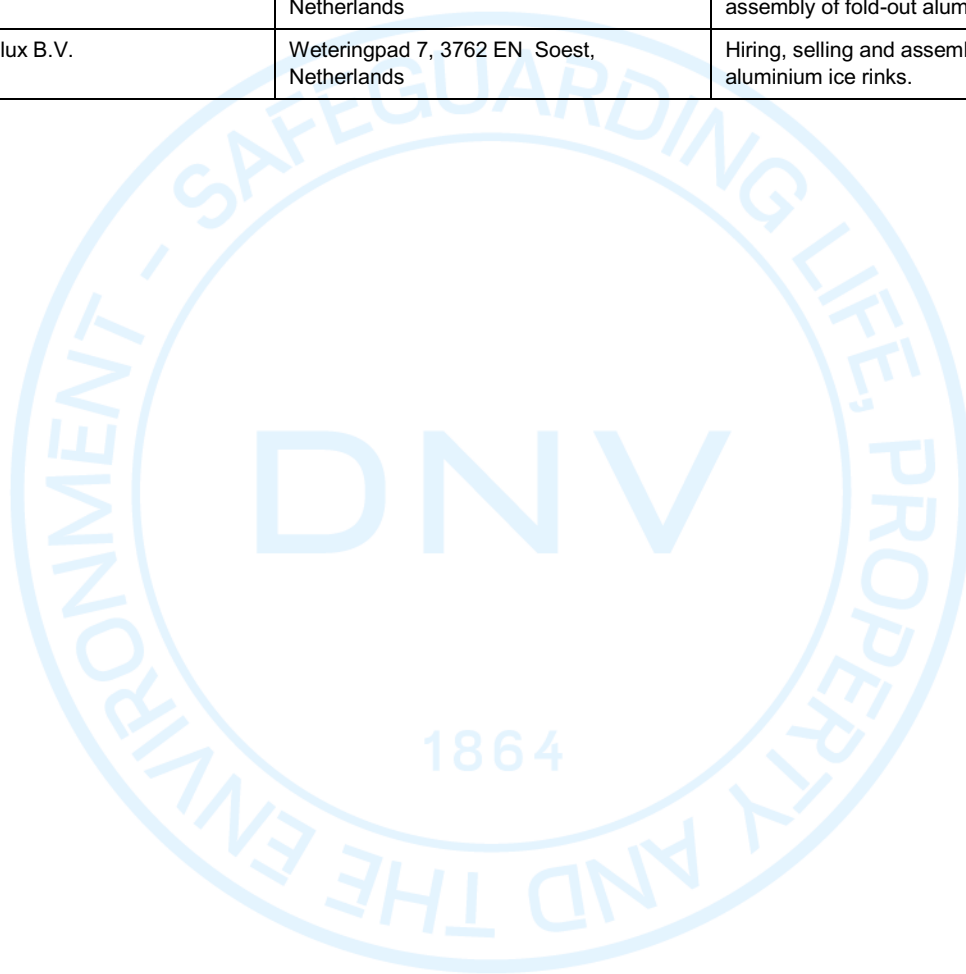 Netherlands
assembly of fold-out alum
lux B.V.
Weteringpad 7, 3762 EN Soest,
Netherlands
Hiring, selling and assembl
aluminium ice rinks.
SAFEGUARDING LIFE, PROPERTY AND THE ENVIRONMENT -
DNV
1864